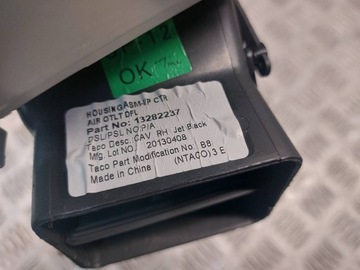 OK
HOUSING ASM-I/P CTR
AIR OTLT DFL
Part No: 13282237
PSL/PSL NO:P/A
Taco Desc. CAV RH Jet Black
Mfg. Lot NO: 20130408
Taco Part Modification No B8
(NTACO) 3 E
Made in China